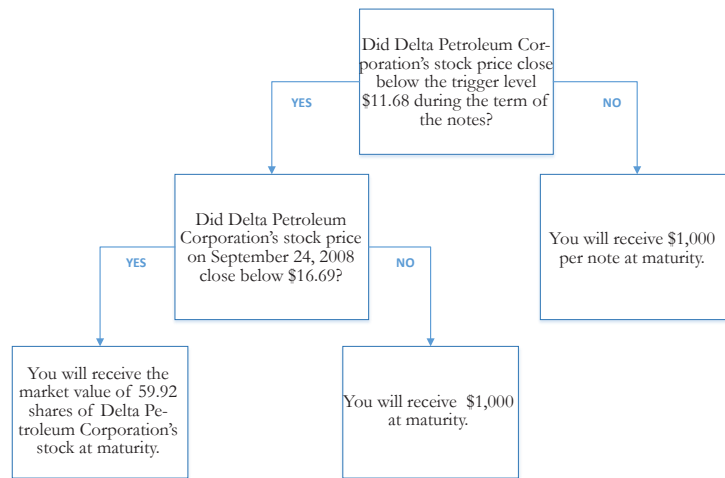 Did Delta Petroleum Cor-
poration's stock price close
below the trigger level
$11.68 during the term of
the notes?
YES
NO
Did Delta Petroleum
Corporation's stock price
on September 24, 2008
close below $16.69?
You will receive $1,000
per note at maturity.
YES
NO
You will receive the
market value of 59.92
shares of Delta Pe-
troleum Corporation's
stock at maturity.
You will receive $1,000
at maturity.